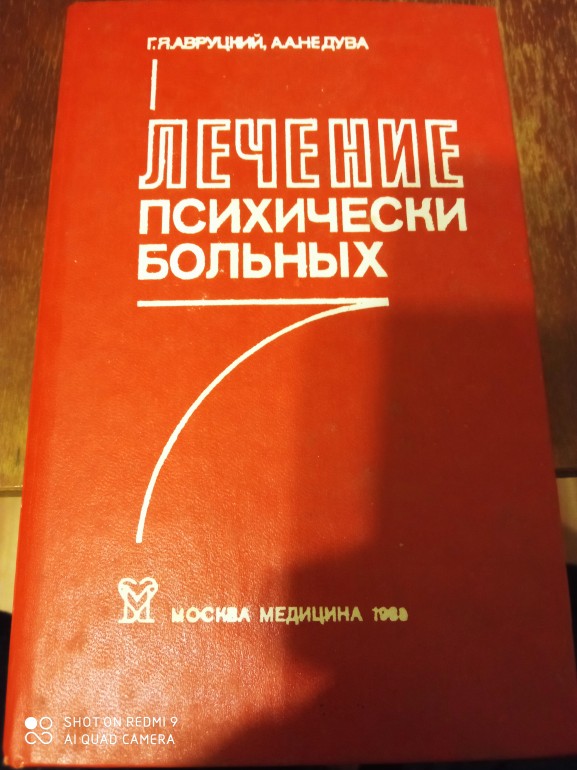 Г.Я.АВРУЦКИЙ, А.А.НЕДУВА
ЛЕЧЕНИЕ
ПСИХИЧЕСКИ
БОЛЬНЫХ
МОСКВА МЕДИЦИНА
SHOT ON REDMI 9
AI QUAD CAMERA